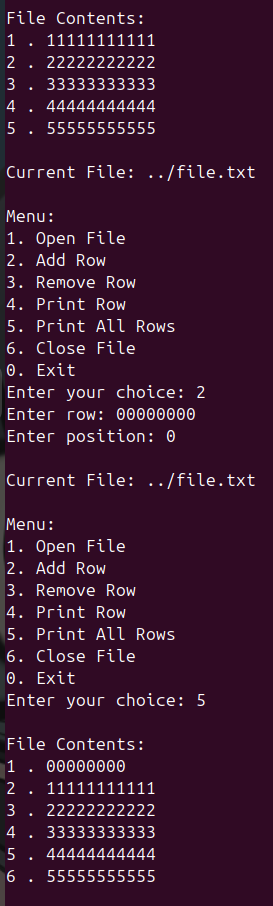 File Contents:
1 . 11111111111
2 . 22222222222
3 . 33333333333
4 . 44444444444
5 . 55555555555
Current File: ../file.txt
Menu:
1. Open File
2. Add Row
3. Remove Row
4. Print Row
5. Print All Rows
6. Close File
0. Exit
Enter your choice: 2
Enter row: 00000000
Enter position: 0
Current File: ../file.txt
Menu:
1. Open File
2. Add Row
3. Remove Row
4. Print Row
5. Print All Rows
6. Close File
0. Exit
Enter your choice: 5
File Contents:
1 . 00000000
2 . 11111111111
3 . 22222222222
4 . 33333333333
5 . 44444444444
6 . 55555555555